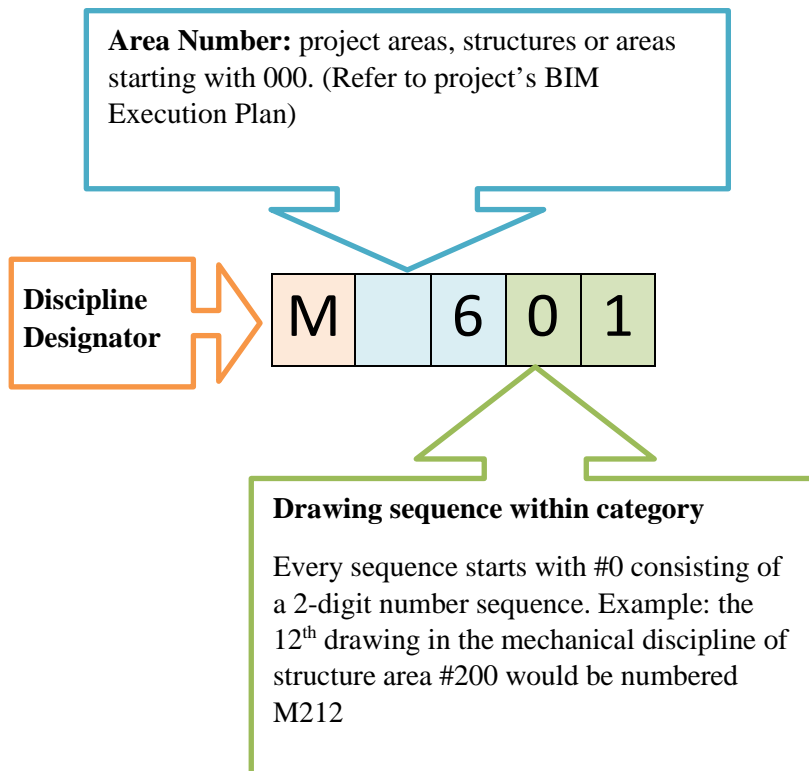 Area Number: project areas, structures or areas
starting with 000. (Refer to project’s BIM
Execution Plan)
Discipline
Designator
M 6 0 1
Drawing sequence within category
Every sequence starts with #0 consisting of
a 2-digit number sequence. Example: the
12th drawing in the mechanical discipline of
structure area #200 would be numbered
M212